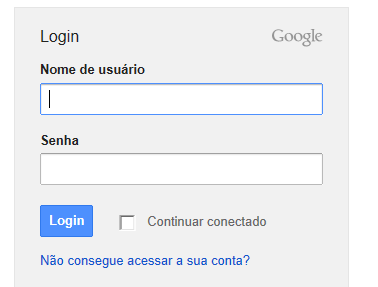 Login Google
Nome de usuário
Senha
Login Continuar conectado
Não consegue acessar a sua conta?